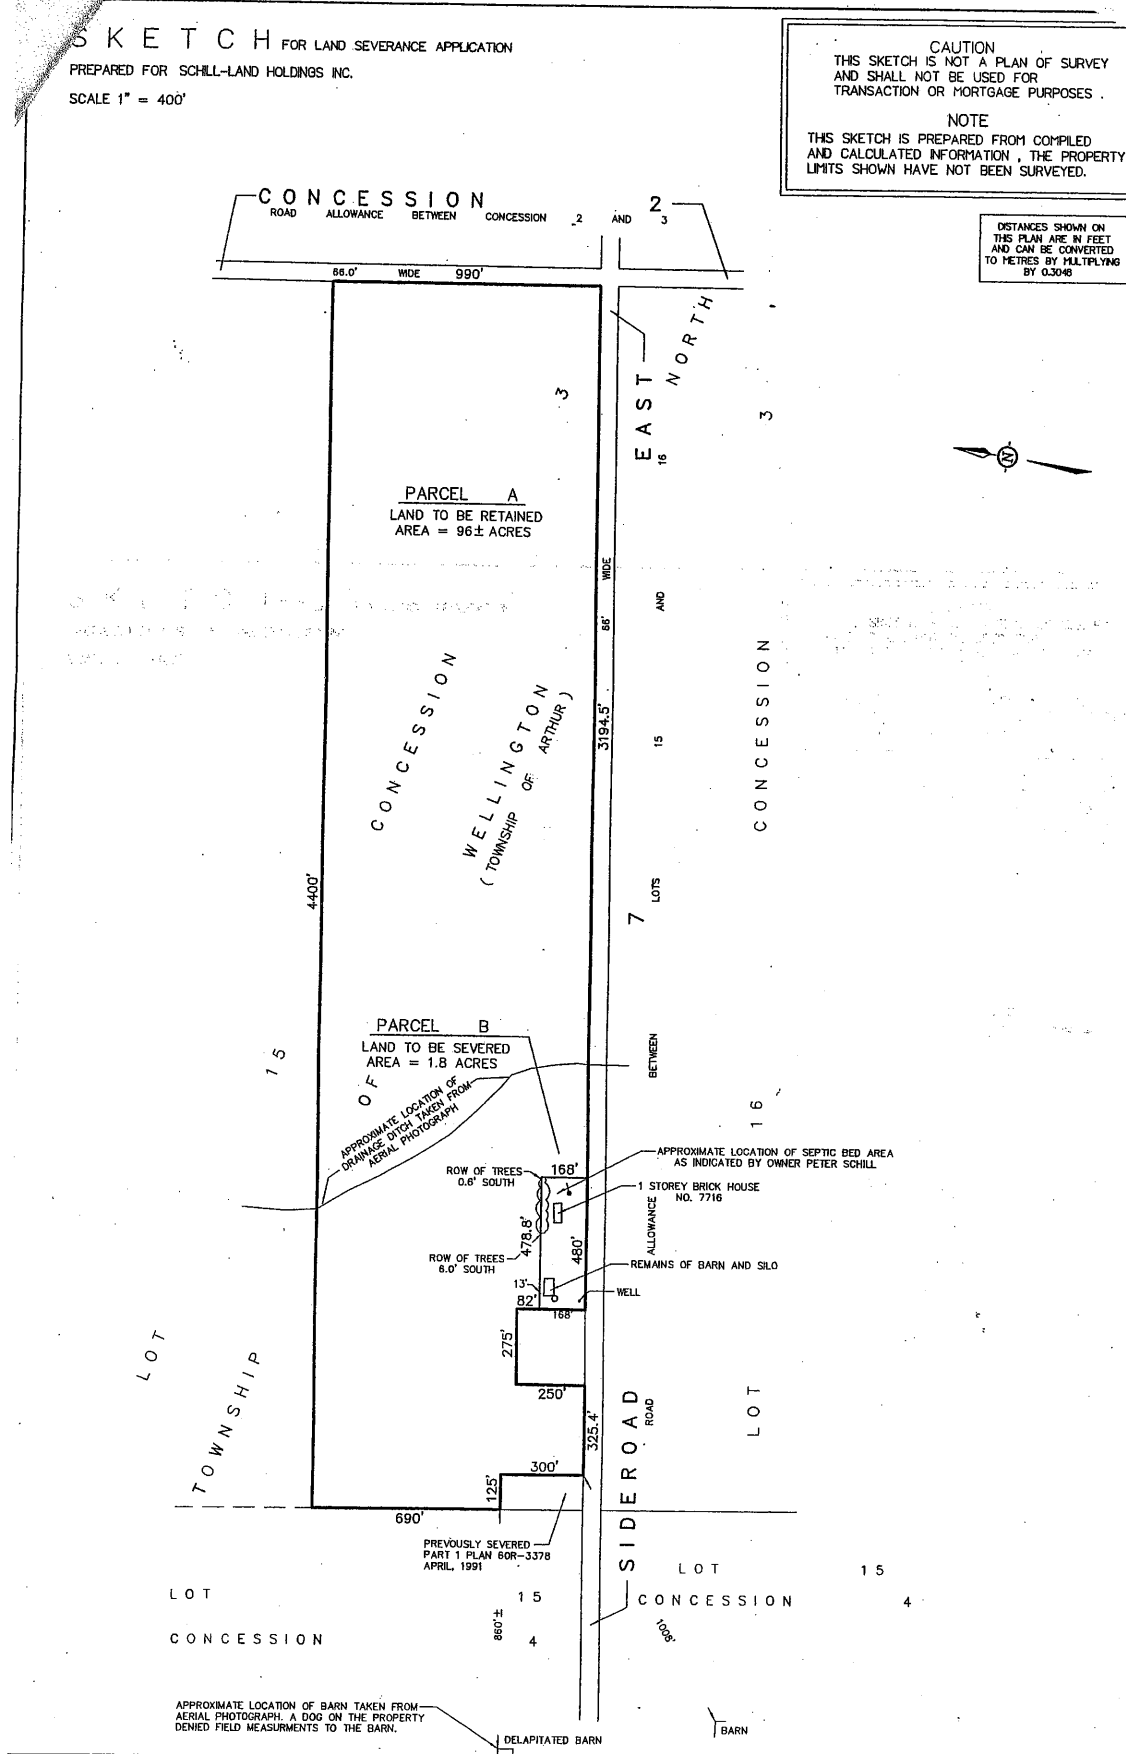 SKETCH FOR LAND SEVERANCE APPLICATION
PREPARED FOR SCHILL-LAND HOLDINGS INC.
SCALE 1" = 400'
CAUTION
THIS SKETCH IS NOT A PLAN OF SURVEY
AND SHALL NOT BE USED FOR
TRANSACTION OR MORTGAGE PURPOSES .
NOTE
THIS SKETCH IS PREPARED FROM COMPILED
AND CALCULATED INFORMATION , THE PROPERTY
LIMITS SHOWN HAVE NOT BEEN SURVEYED.
DISTANCES SHOWN ON
THIS PLAN ARE IN FEET
AND CAN BE CONVERTED
TO METRES BY MULTIPLYING
BY 0.3048
CONCESSION 2
ROAD ALLOWANCE BETWEEN CONCESSION 2 AND 3
66.0' WIDE 990'
NORTH
EAST
3
3
16
N
PARCEL A
LAND TO BE RETAINED
AREA = 96± ACRES
WIDE
66'
AND
3194.5'
15
CONCESSION
CONCESSION
WELLINGTON
( TOWNSHIP OF ARTHUR )
4400'
LOTS
7
PARCEL B
LAND TO BE SEVERED
AREA = 1.8 ACRES
BETWEEN
15
OF
16
APPROXIMATE LOCATION OF
DRAINAGE DITCH TAKEN FROM
AERIAL PHOTOGRAPH
APPROXIMATE LOCATION OF SEPTIC BED AREA
AS INDICATED BY OWNER PETER SCHILL
ROW OF TREES
0.6' SOUTH
168'
1 STOREY BRICK HOUSE
NO. 7716
ALLOWANCE
478.8'
480'
ROW OF TREES
6.0' SOUTH
REMAINS OF BARN AND SILO
13'
WELL
82'
168'
275'
250'
LOT
TOWNSHIP
LOT
SIDEROAD
ROAD
325.4'
300'
125'
690'
PREVOUSLY SEVERED
PART 1 PLAN 60R-3378
APRIL, 1991
LOT 15
CONCESSION 4
LOT 15
CONCESSION 4
860'±
1008'
APPROXIMATE LOCATION OF BARN TAKEN FROM
AERIAL PHOTOGRAPH. A DOG ON THE PROPERTY
DENIED FIELD MEASURMENTS TO THE BARN.
DELAPITATED BARN
BARN